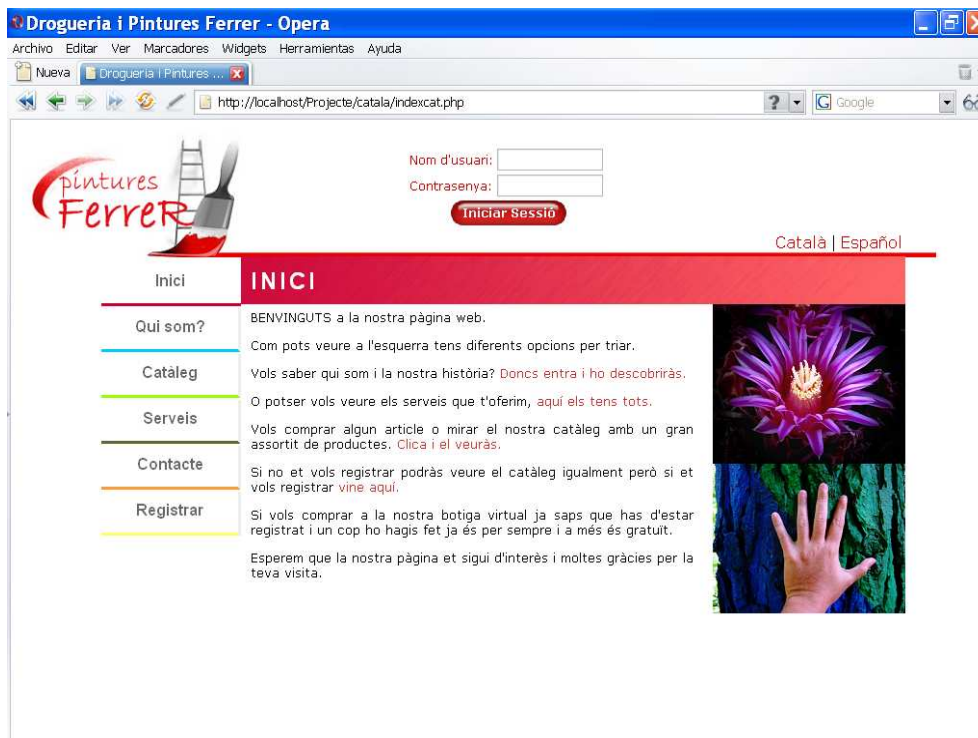 Drogueria i Pintures Ferrer - Opera
Archivo Editar Ver Marcadores Widgets Herramientas Ayuda
Nueva Drogueria i Pintures ...
http://localhost/Projecte/catala/indexcat.php ? G Google
pintures
FerreR
Nom d'usuari:
Contrasenya:
Iniciar Sessió
Català | Español
Inici
Qui som?
Catàleg
Serveis
Contacte
Registrar
INICI
BENVINGUTS a la nostra pàgina web.
Com pots veure a l'esquerra tens diferents opcions per triar.
Vols saber qui som i la nostra història? Doncs entra i ho descobriràs.
O potser vols veure els serveis que t'oferim, aquí els tens tots.
Vols comprar algun article o mirar el nostra catàleg amb un gran
assortit de productes. Clica i el veuràs.
Si no et vols registrar podràs veure el catàleg igualment però si et
vols registrar vine aquí.
Si vols comprar a la nostra botiga virtual ja saps que has d'estar
registrat i un cop ho hagis fet ja és per sempre i a més és gratuït.
Esperem que la nostra pàgina et sigui d'interès i moltes gràcies per la
teva visita.